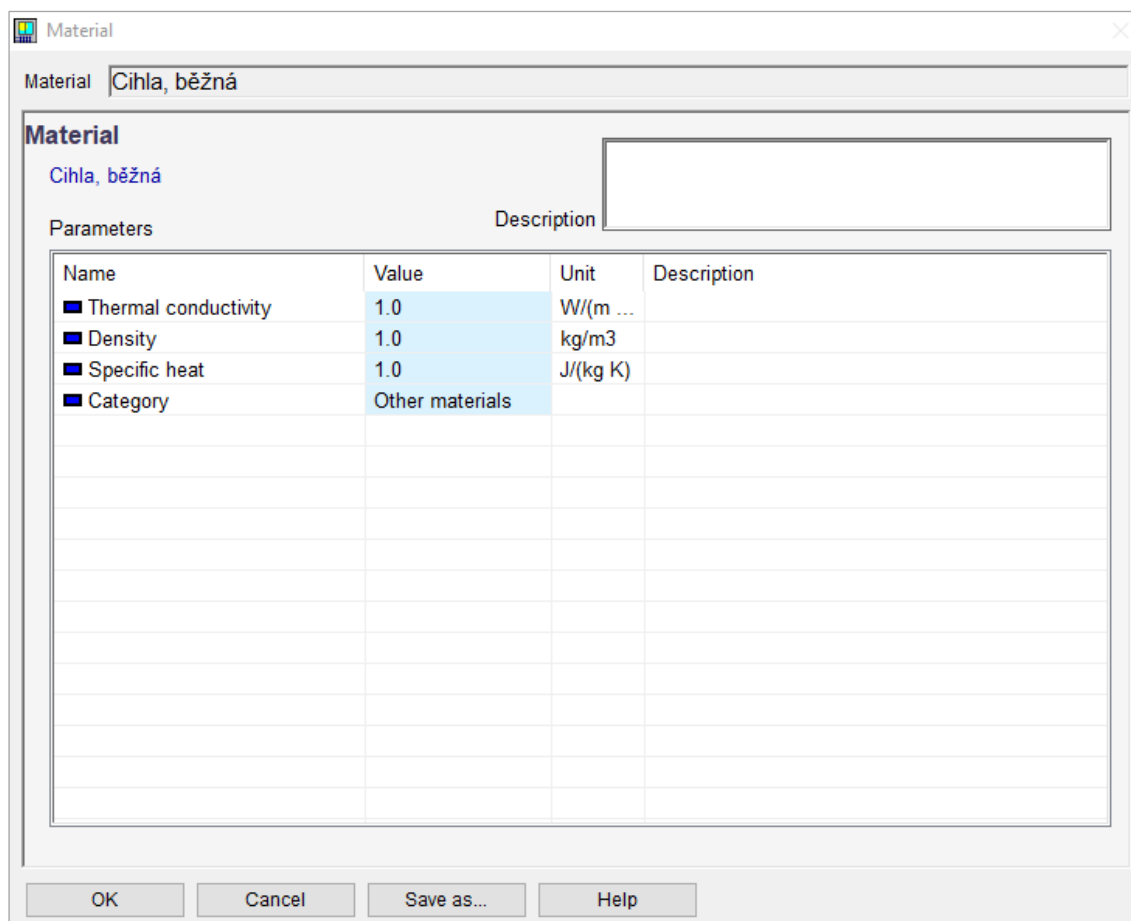 Material
Material Cihla, běžná
Material
Cihla, běžná
Description
Parameters
Name Value Unit Description
Thermal conductivity 1.0 W/(m ...
Density 1.0 kg/m3
Specific heat 1.0 J/(kg K)
Category Other materials
OK Cancel Save as... Help